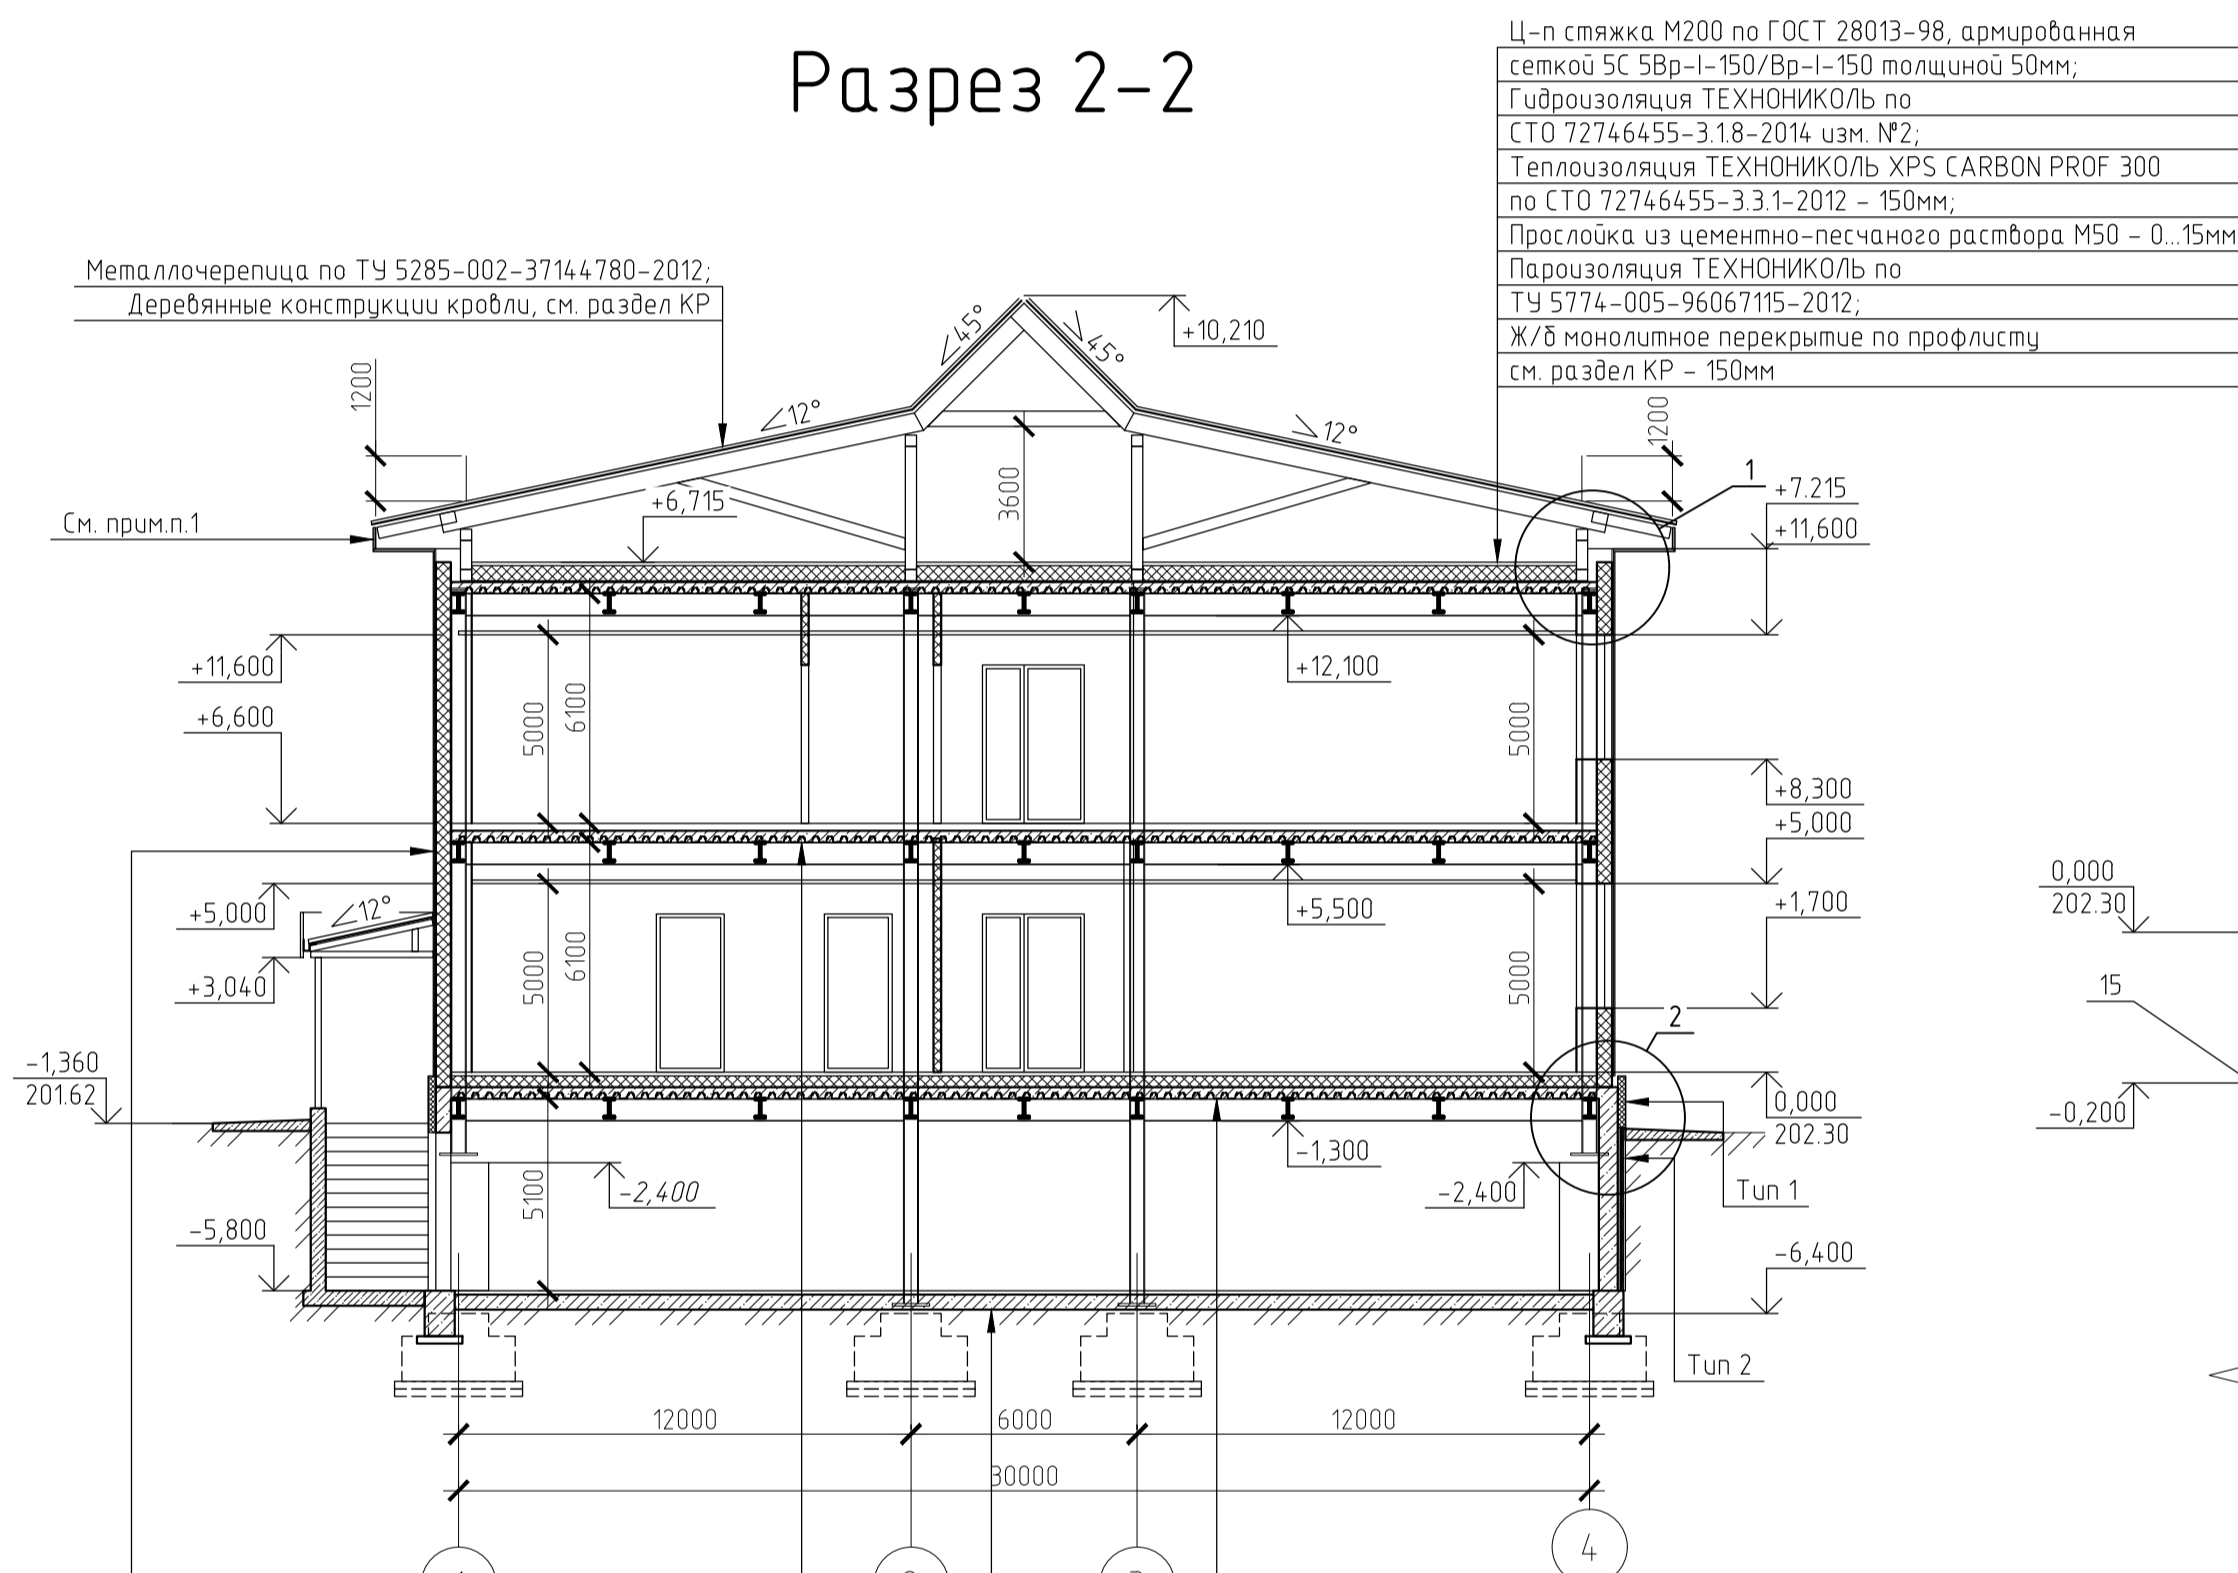 Разрез 2-2
Ц-п стяжка М200 по ГОСТ 28013-98, армированная
сеткой 5С 5Вр-I-150/Вр-I-150 толщиной 50мм;
Гидроизоляция ТЕХНОНИКОЛЬ по
СТО 72746455-3.1.8-2014 изм. №2;
Теплоизоляция ТЕХНОНИКОЛЬ XPS CARBON PROF 300
по СТО 72746455-3.3.1-2012 - 150мм;
Прослойка из цементно-песчаного раствора М50 - 0...15мм
Пароизоляция ТЕХНОНИКОЛЬ по
ТУ 5774-005-96067115-2012;
Ж/б монолитное перекрытие по профлисту
см. раздел КР - 150мм
Металлочерепица по ТУ 5285-002-37144780-2012;
Деревянные конструкции кровли, см. раздел КР
45°
45°
+10,210
1200
12°
12°
1200
1
+7.215
+6,715
3600
См. прим.п.1
+11,600
+11,600
+12,100
+6,600
5000
6100
5000
+8,300
+5,000
0,000
202.30
+5,000
12°
+5,500
+1,700
+3,040
5000
6100
5000
15
2
-1,360
201.62
0,000
202.30
-0,200
-1,300
-2,400
5100
-2,400
Тип 1
-5,800
-6,400
Тип 2
12000
6000
12000
30000
4